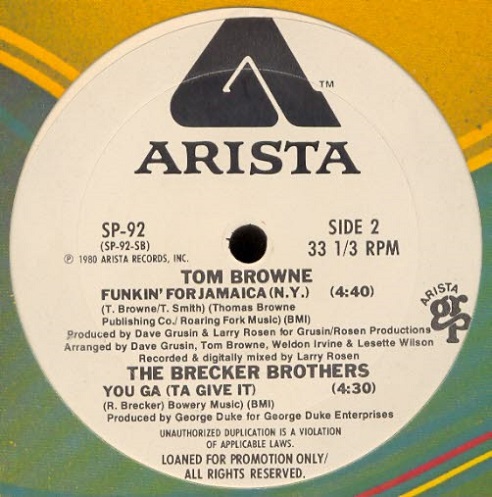 TM
ARISTA
SP-92
(SP-92-SB)
SIDE 2
33 1/3 RPM
℗ 1980 ARISTA RECORDS, INC.
TOM BROWNE
FUNKIN' FOR JAMAICA (N.Y.) (4:40)
(T. Browne/T. Smith) (Thomas Browne
Publishing Co./ Roaring Fork Music) (BMI)
Produced by Dave Grusin & Larry Rosen for Grusin/Rosen Productions
Arranged by Dave Grusin, Tom Browne, Weldon Irvine & Lesette Wilson
Recorded & digitally mixed by Larry Rosen
ARISTA
grp
THE BRECKER BROTHERS
YOU GA (TA GIVE IT) (4:30)
(R. Brecker) Bowery Music) (BMI)
Produced by George Duke for George Duke Enterprises
UNAUTHORIZED DUPLICATION IS A VIOLATION
OF APPLICABLE LAWS.
LOANED FOR PROMOTION ONLY/
ALL RIGHTS RESERVED.